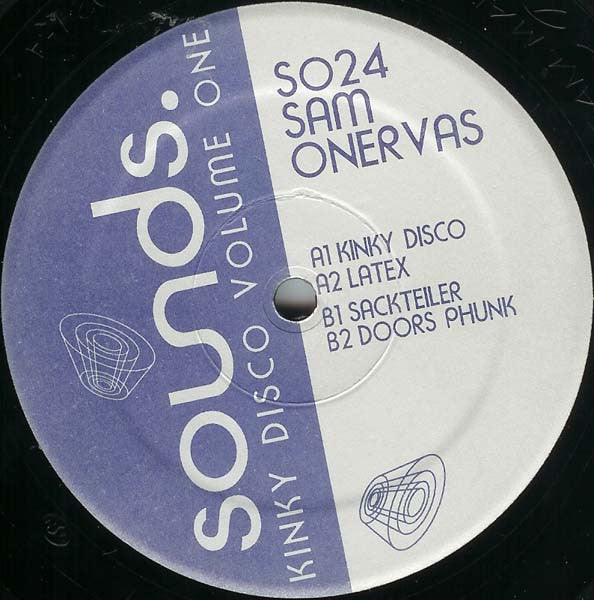 sounds.
KINKY DISCO VOLUME ONE
SO24
SAM
ONERVAS
A1 KINKY DISCO
A2 LATEX
B1 SACKTEILER
B2 DOORS PHUNK